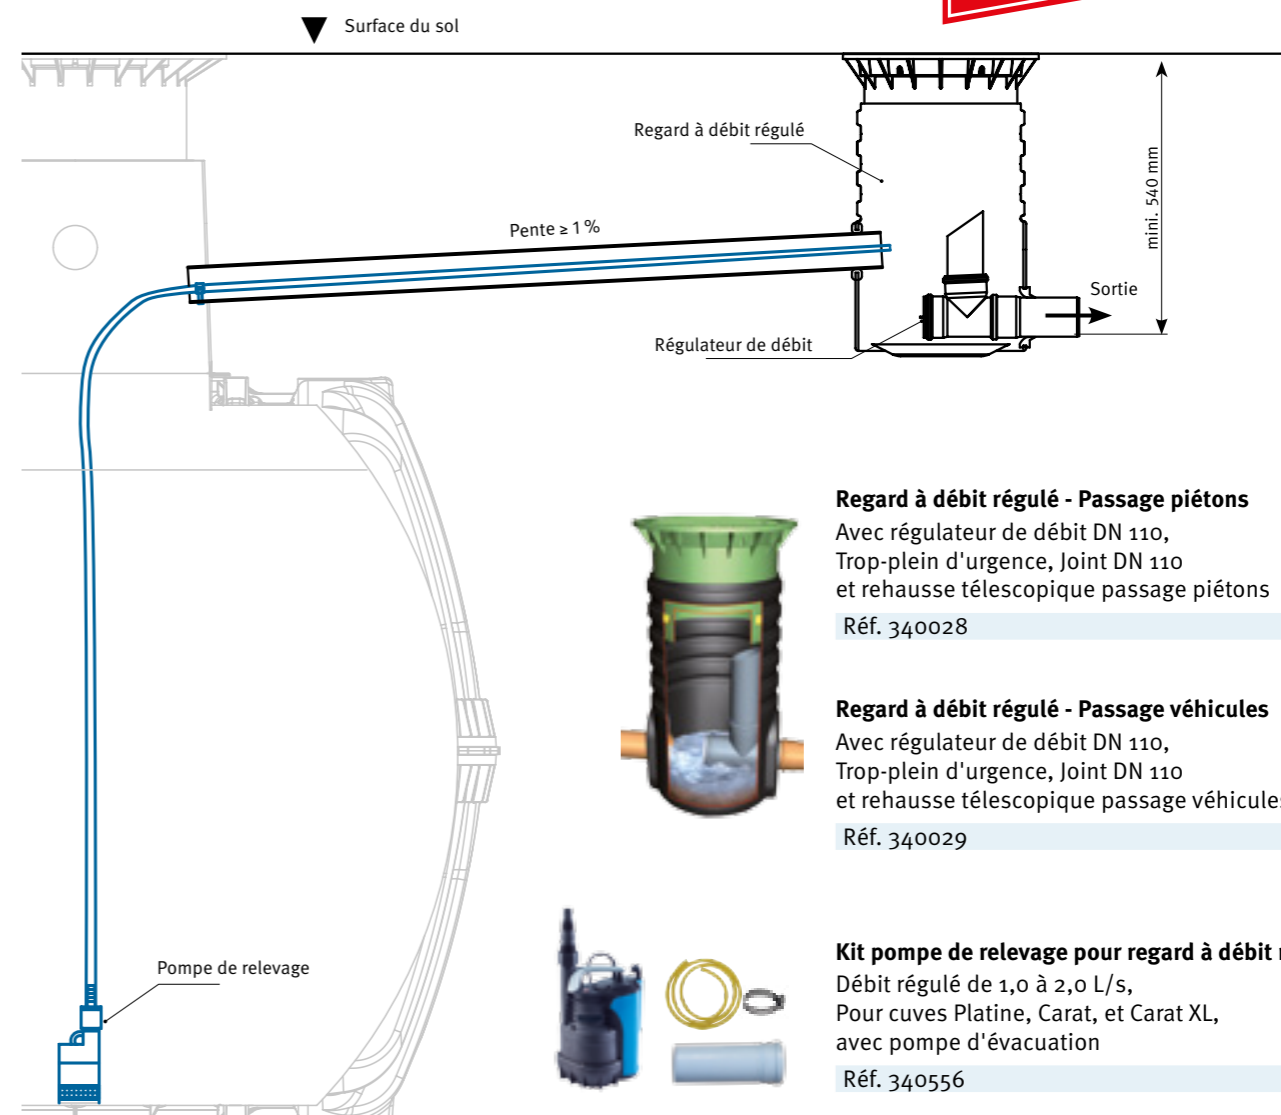 Surface du sol
Regard à débit régulé
Pente ≥ 1 %
mini. 540 mm
Sortie
Régulateur de débit
Pompe de relevage
Regard à débit régulé - Passage piétons
Avec régulateur de débit DN 110,
Trop-plein d'urgence, Joint DN 110
et rehausse télescopique passage piétons
Réf. 340028
Regard à débit régulé - Passage véhicules
Avec régulateur de débit DN 110,
Trop-plein d'urgence, Joint DN 110
et rehausse télescopique passage véhicules
Réf. 340029
Kit pompe de relevage pour regard à débit
Débit régulé de 1,0 à 2,0 L/s,
Pour cuves Platine, Carat, et Carat XL,
avec pompe d'évacuation
Réf. 340556